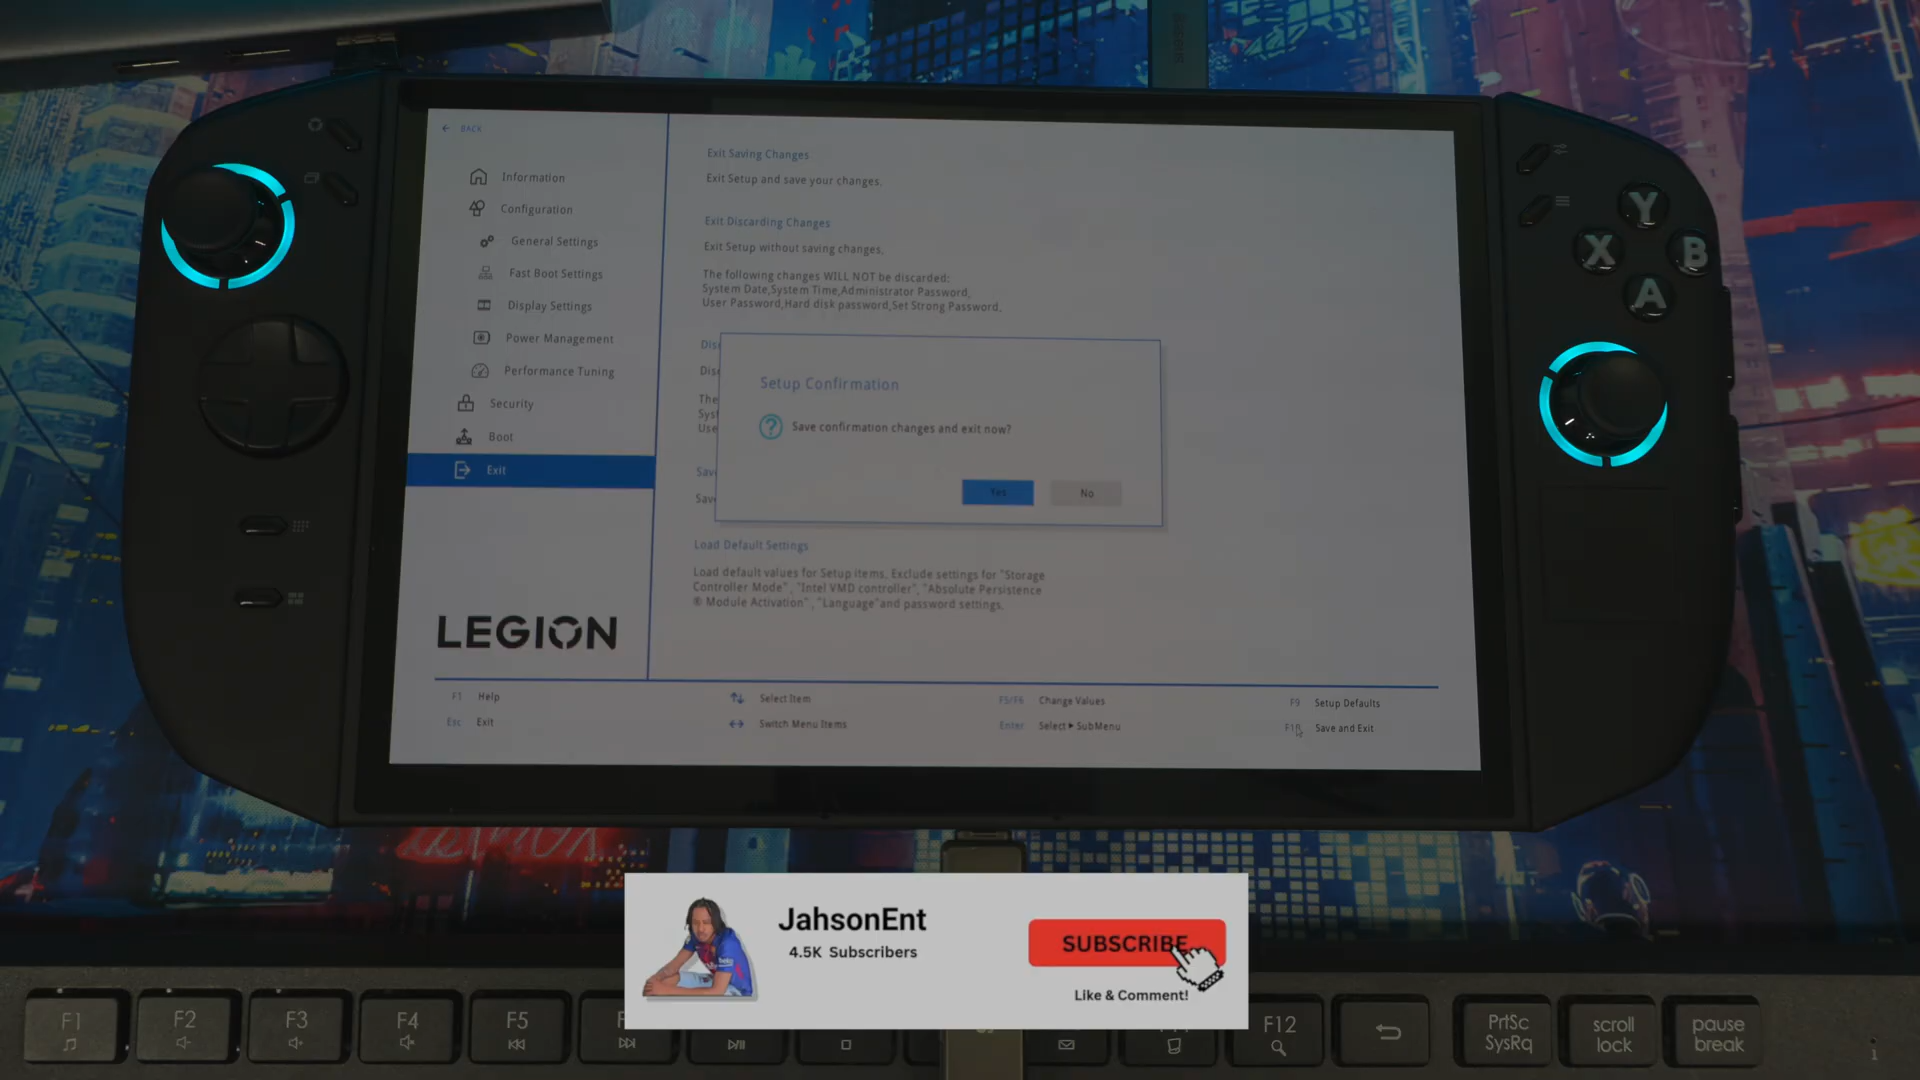 BACK
Information
Configuration
General Settings
Fast Boot Settings
Display Settings
Power Management
Performance Tuning
Security
Boot
Exit
LEGION
Exit Saving Changes
Exit Setup and save your changes.
Exit Discarding Changes
Exit Setup without saving changes.
The following changes WILL NOT be discarded:
System Date,System Time,Administrator Password,
User Password,Hard disk password,Set Strong Password.
Setup Confirmation
Save confirmation changes and exit now?
Yes No
Load Default Settings
Load default values for Setup items. Exclude settings for "Storage
Controller Mode", "Intel VMD controller", "Absolute Persistence
® Module Activation", "Language"and password settings.
F1 Help
Select Item
F5/F6 Change Values
F9 Setup Defaults
Esc Exit
Switch Menu Items
Enter Select▸SubMenu
F10 Save and Exit
Y
X
B
A
JahsonEnt
4.5K Subscribers
SUBSCRIBE
Like & Comment!
F1
F2
F3
F4
F5
F12
PrtSc
SysRq
scroll
lock
pause
break